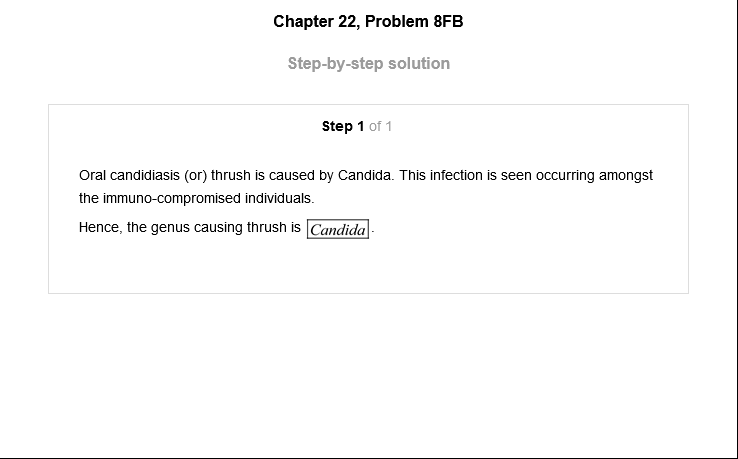 Chapter 22, Problem 8FB
Step-by-step solution
Step 1 of 1
Oral candidiasis (or) thrush is caused by Candida. This infection is seen occurring amongst
the immuno-compromised individuals.
Hence, the genus causing thrush is Candida.